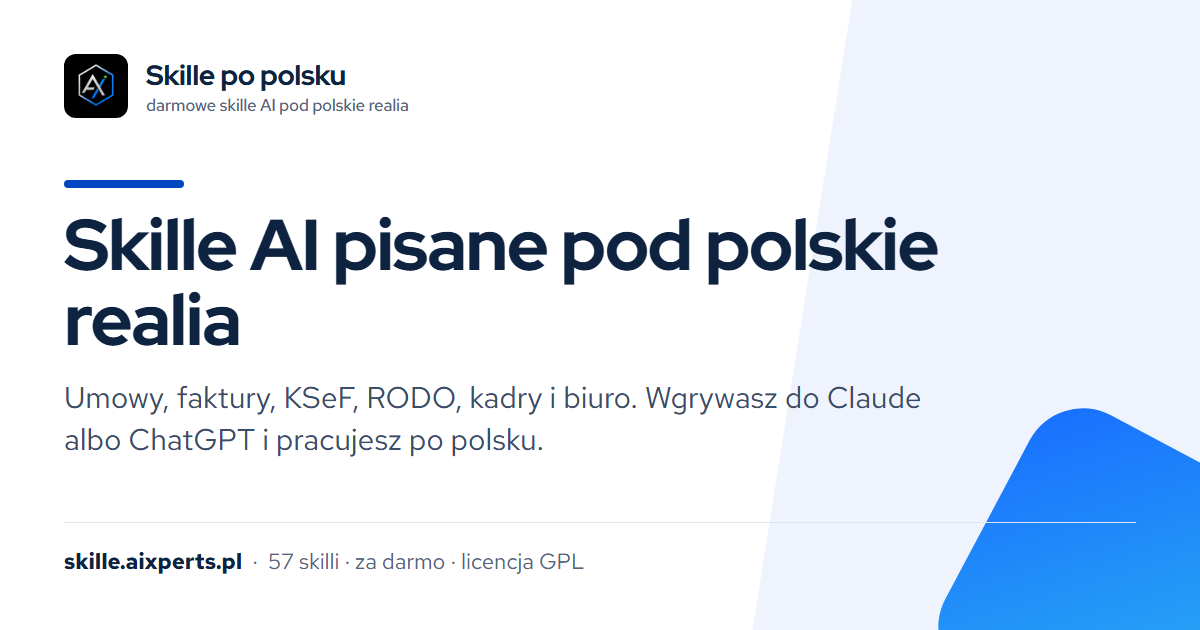 AX
Skille po polsku
darmowe skille AI pod polskie realia
Skille AI pisane pod polskie
realia
Umowy, faktury, KSeF, RODO, kadry i biuro. Wgrywasz do Claude
albo ChatGPT i pracujesz po polsku.
skille.aixperts.pl · 57 skilli · za darmo · licencja GPL